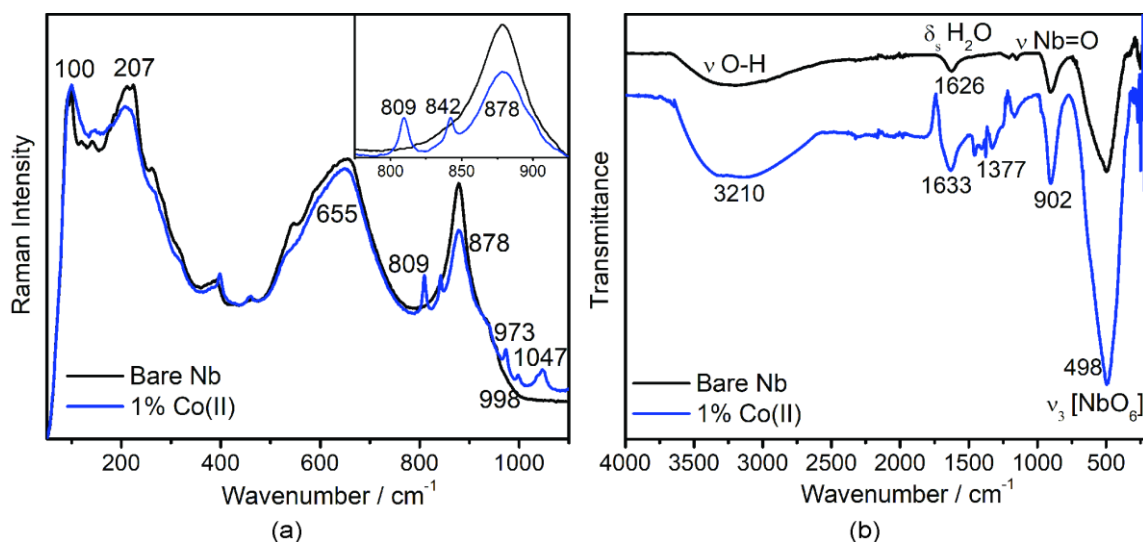 100
207
809
842
878
800
850
900
655
809
878
973
1047
998
Bare Nb
1% Co(II)
Raman Intensity
200 400 600 800 1000
Wavenumber / cm⁻¹
(a)
ν O-H
δₛ H₂O
ν Nb=O
1626
3210
1633
1377
902
498
ν₃ [NbO₆]
Bare Nb
1% Co(II)
Transmittance
4000 3500 3000 2500 2000 1500 1000 500
Wavenumber / cm⁻¹
(b)